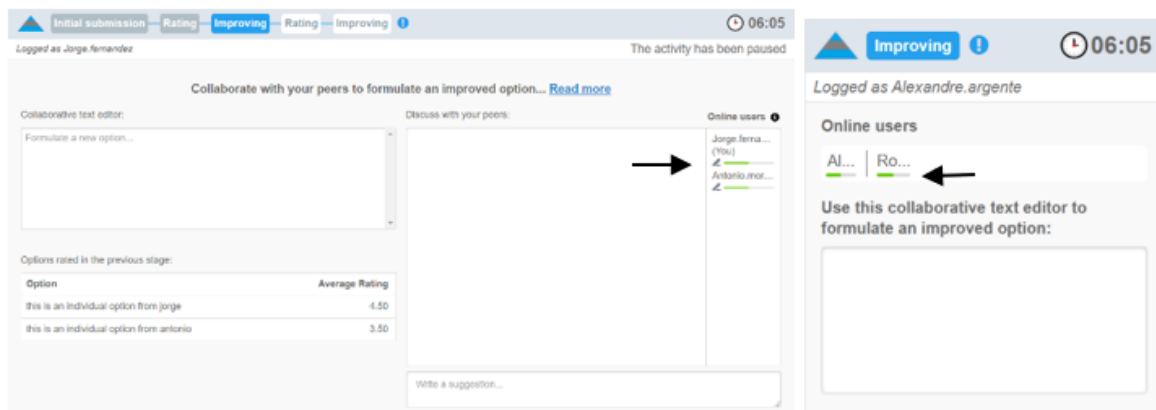 Initial submission Rating Improving Rating Improving ! 06:05
Logged as Jorge.fernandez The activity has been paused
Collaborate with your peers to formulate an improved option... Read more
Collaborative text editor:
Formulate a new option...
Options rated in the previous stage:
Option Average Rating
this is an individual option from jorge 4.50
this is an individual option from antonio 3.50
Discuss with your peers:
Write a suggestion...
Online users
Jorge.ferna...
(You)
Antonio.mor...
Improving ! 06:05
Logged as Alexandre.argente
Online users
Al... Ro...
Use this collaborative text editor to
formulate an improved option: